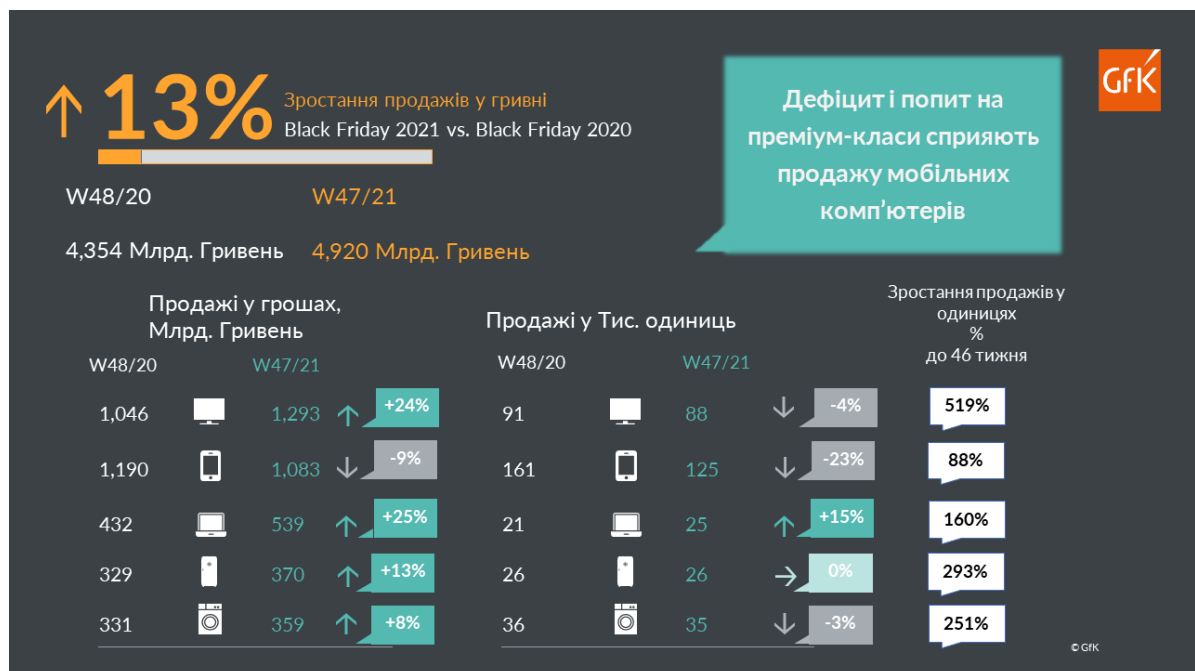 13%
Зростання продажів у гривні
Black Friday 2021 vs. Black Friday 2020
W48/20 W47/21
4,354 Млрд. Гривень 4,920 Млрд. Гривень
Дефіцит і попит на
преміум-класи сприяють
продажу мобільних
комп’ютерів
GfK
Продажі у грошах,
Млрд. Гривень
W48/20 W47/21
1,046 1,293 +24%
1,190 1,083 -9%
432 539 +25%
329 370 +13%
331 359 +8%
Продажі у Тис. одиниць
W48/20 W47/21
91 88 -4%
161 125 -23%
21 25 +15%
26 26 0%
36 35 -3%
Зростання продажів у
одиницях
%
до 46 тижня
519%
88%
160%
293%
251%
© GfK